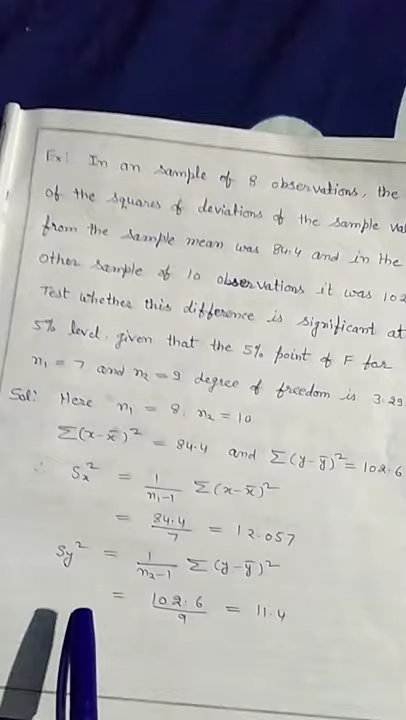 Ex: In an sample of 8 observations, the
of the squares of deviations of the sample
from the sample mean was 84.4 and in the
other sample of 10 observations it was
Test whether this difference is significant at
5% level, given that the 5% point of F for
n₁ = 7 and n₂ = 9 degree of freedom is 3.29
Sol: Here n₁ = 8, n₂ = 10
Σ(x-x̄)² = 84.4 and Σ(y-ȳ)² = 102.6
∴ Sx² = 1/(n₁-1) Σ(x-x̄)²
= 84.4/7 = 12.057
Sy² = 1/(n₂-1) Σ(y-ȳ)²
= 102.6/9 = 11.4